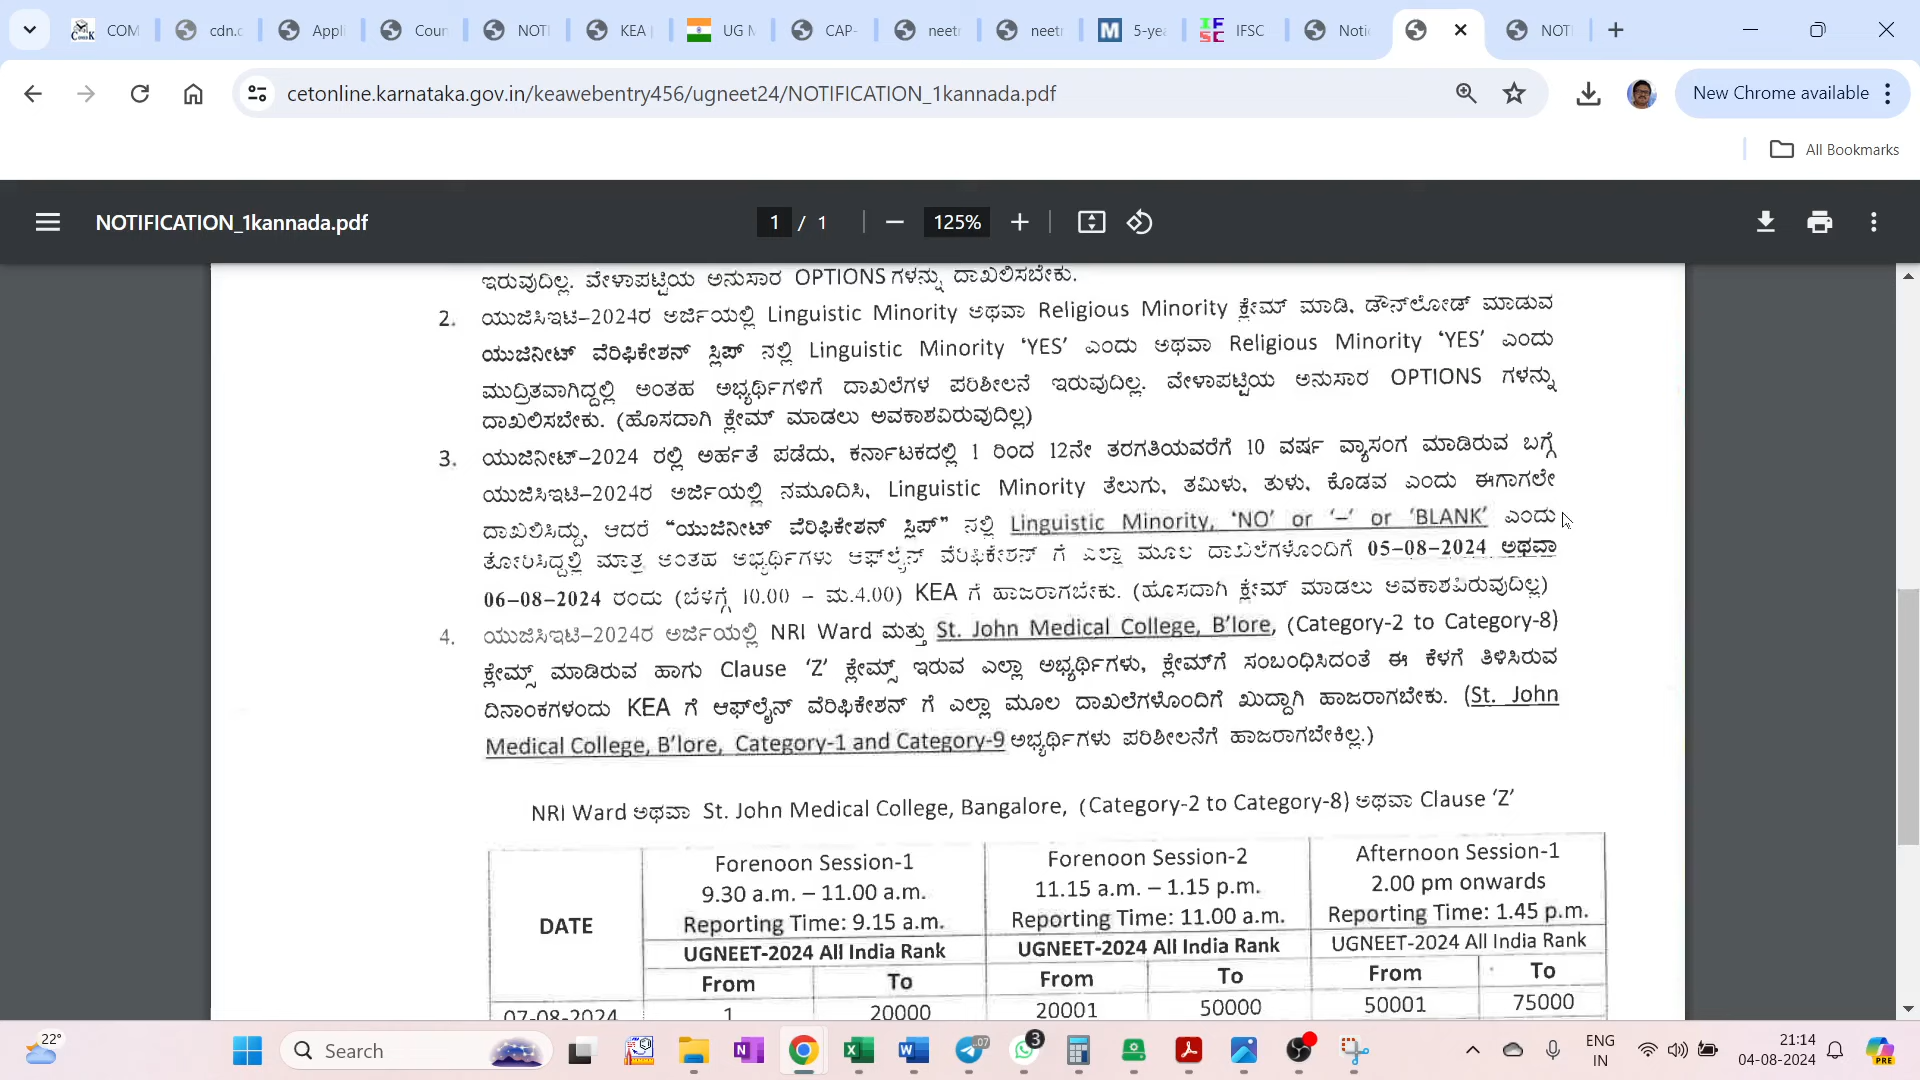 COM
cdn.c
Appli
Coun
NOTI
KEA |
UG M
CAP-
neetr
neetr
M 5-yea
IFSC
Noti
NOTI
cetonline.karnataka.gov.in/keawebentry456/ugneet24/NOTIFICATION_1kannada.pdf
New Chrome available
All Bookmarks
NOTIFICATION_1kannada.pdf
1 / 1
125%
ಇರುವುದಿಲ್ಲ. ವೇಳಾಪಟ್ಟಿಯ ಅನುಸಾರ OPTIONS ಗಳನ್ನು ದಾಖಲಿಸಬೇಕು.
2. ಯುಜಿಸಿಇಟಿ–2024ರ ಅರ್ಜಿಯಲ್ಲಿ Linguistic Minority ಅಥವಾ Religious Minority ಕ್ಲೇಮ್ ಮಾಡಿ, ಡೌನ್‌ಲೋಡ್ ಮಾಡುವ
ಯುಜಿನೀಟ್ ವೆರಿಫಿಕೇಶನ್ ಸ್ಲಿಪ್ ನಲ್ಲಿ Linguistic Minority ‘YES’ ಎಂದು ಅಥವಾ Religious Minority ‘YES’ ಎಂದು
ಮುದ್ರಿತವಾಗಿದ್ದಲ್ಲಿ ಅಂತಹ ಅಭ್ಯರ್ಥಿಗಳಿಗೆ ದಾಖಲೆಗಳ ಪರಿಶೀಲನೆ ಇರುವುದಿಲ್ಲ. ವೇಳಾಪಟ್ಟಿಯ ಅನುಸಾರ OPTIONS ಗಳನ್ನು
ದಾಖಲಿಸಬೇಕು. (ಹೊಸದಾಗಿ ಕ್ಲೇಮ್ ಮಾಡಲು ಅವಕಾಶವಿರುವುದಿಲ್ಲ)
3. ಯುಜಿನೀಟ್–2024 ರಲ್ಲಿ ಅರ್ಹತೆ ಪಡೆದು, ಕರ್ನಾಟಕದಲ್ಲಿ 1 ರಿಂದ 12ನೇ ತರಗತಿಯವರೆಗೆ 10 ವರ್ಷ ವ್ಯಾಸಂಗ ಮಾಡಿರುವ ಬಗ್ಗೆ
ಯುಜಿಸಿಇಟಿ–2024ರ ಅರ್ಜಿಯಲ್ಲಿ ನಮೂದಿಸಿ, Linguistic Minority ತೆಲುಗು, ತಮಿಳು, ತುಳು, ಕೊಡವ ಎಂದು ಈಗಾಗಲೇ
ದಾಖಲಿಸಿದ್ದು, ಆದರೆ “ಯುಜಿನೀಟ್ ವೆರಿಫಿಕೇಶನ್ ಸ್ಲಿಪ್” ನಲ್ಲಿ Linguistic Minority, ‘NO’ or ‘–’ or ‘BLANK’ ಎಂದು
ತೋರಿಸಿದ್ದಲ್ಲಿ ಮಾತ್ರ ಅಂತಹ ಅಭ್ಯರ್ಥಿಗಳು ಆಫ್‌ಲೈನ್ ವೆರಿಫಿಕೇಶನ್ ಗೆ ಎಲ್ಲಾ ಮೂಲ ದಾಖಲೆಗಳೊಂದಿಗೆ 05–08–2024 ಅಥವಾ
06–08–2024 ರಂದು (ಬೆಳಗ್ಗೆ 10.00 – ಮ.4.00) KEA ಗೆ ಹಾಜರಾಗಬೇಕು. (ಹೊಸದಾಗಿ ಕ್ಲೇಮ್ ಮಾಡಲು ಅವಕಾಶವಿರುವುದಿಲ್ಲ)
4. ಯುಜಿಸಿಇಟಿ–2024ರ ಅರ್ಜಿಯಲ್ಲಿ NRI Ward ಮತ್ತು St. John Medical College, B’lore, (Category-2 to Category-8)
ಕ್ಲೇಮ್ಸ್ ಮಾಡಿರುವ ಹಾಗು Clause ‘Z’ ಕ್ಲೇಮ್ಸ್ ಇರುವ ಎಲ್ಲಾ ಅಭ್ಯರ್ಥಿಗಳು, ಕ್ಲೇಮ್‌ಗೆ ಸಂಬಂಧಿಸಿದಂತೆ ಈ ಕೆಳಗೆ ತಿಳಿಸಿರುವ
ದಿನಾಂಕಗಳಂದು KEA ಗೆ ಆಫ್‌ಲೈನ್ ವೆರಿಫಿಕೇಶನ್ ಗೆ ಎಲ್ಲಾ ಮೂಲ ದಾಖಲೆಗಳೊಂದಿಗೆ ಖುದ್ದಾಗಿ ಹಾಜರಾಗಬೇಕು. (St. John
Medical College, B’lore, Category-1 and Category-9 ಅಭ್ಯರ್ಥಿಗಳು ಪರಿಶೀಲನೆಗೆ ಹಾಜರಾಗಬೇಕಿಲ್ಲ.)
NRI Ward ಅಥವಾ St. John Medical College, Bangalore, (Category-2 to Category-8) ಅಥವಾ Clause ‘Z’
Forenoon Session-1 Forenoon Session-2 Afternoon Session-1
9.30 a.m. – 11.00 a.m. 11.15 a.m. – 1.15 p.m. 2.00 pm onwards
DATE Reporting Time: 9.15 a.m. Reporting Time: 11.00 a.m. Reporting Time: 1.45 p.m.
UGNEET-2024 All India Rank UGNEET-2024 All India Rank UGNEET-2024 All India Rank
From To From To From To
07-08-2024 1 20000 20001 50000 50001 75000
22°
Search
.07
3
ENG
IN
21:14
04-08-2024
PRE